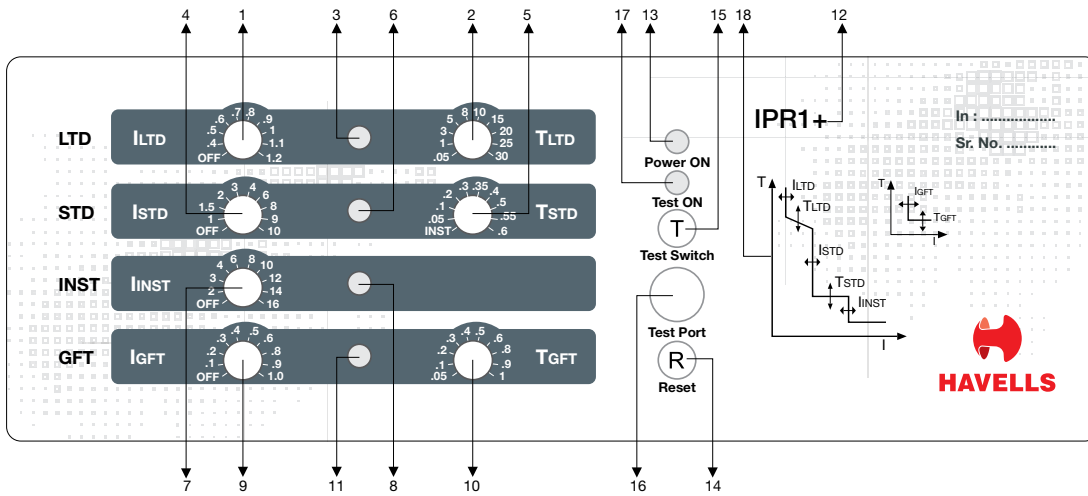 4 1 3 6 2 5 17 13 15 18 12
LTD ILTD OFF .4 .5 .6 .7 .8 .9 1 1.1 1.2 .05 1 3 5 8 10 15 20 25 30 TLTD
STD ISTD OFF 1 1.5 2 3 4 6 8 9 10 INST .05 .1 .2 .3 .35 .4 .5 .55 .6 TSTD
INST IINST OFF 2 3 4 6 8 10 12 14 16
GFT IGFT OFF .1 .2 .3 .4 .5 .6 .8 .9 1.0 .05 .1 .2 .3 .4 .5 .6 .8 .9 1 TGFT
Power ON
Test ON
T
Test Switch
Test Port
R
Reset
IPR1+
In : ..................
Sr. No. ............
T ILTD
TLTD
ISTD
TSTD
IINST
I
T IGFT
TGFT
I
HAVELLS
7 9 11 8 10 16 14